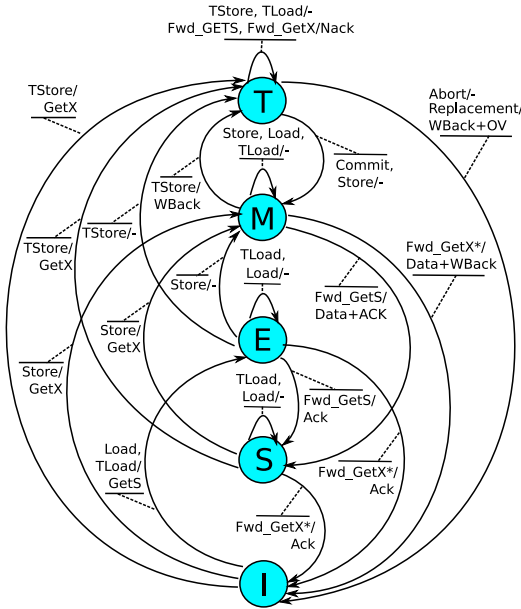 TStore, TLoad/-
Fwd_GETS, Fwd_GetX/Nack
TStore/
GetX
T
Abort/-
Replacement/
WBack+OV
Store, Load,
TLoad/-
Commit,
Store/-
TStore/
WBack
M
TStore/-
TStore/
GetX
Fwd_GetX*/
Data+WBack
TLoad,
Load/-
Store/-
Fwd_GetS/
Data+ACK
E
Store/
GetX
Store/
GetX
TLoad,
Load/-
Fwd_GetS/
Ack
S
Load,
TLoad/
GetS
Fwd_GetX*/
Ack
Fwd_GetX*/
Ack
I